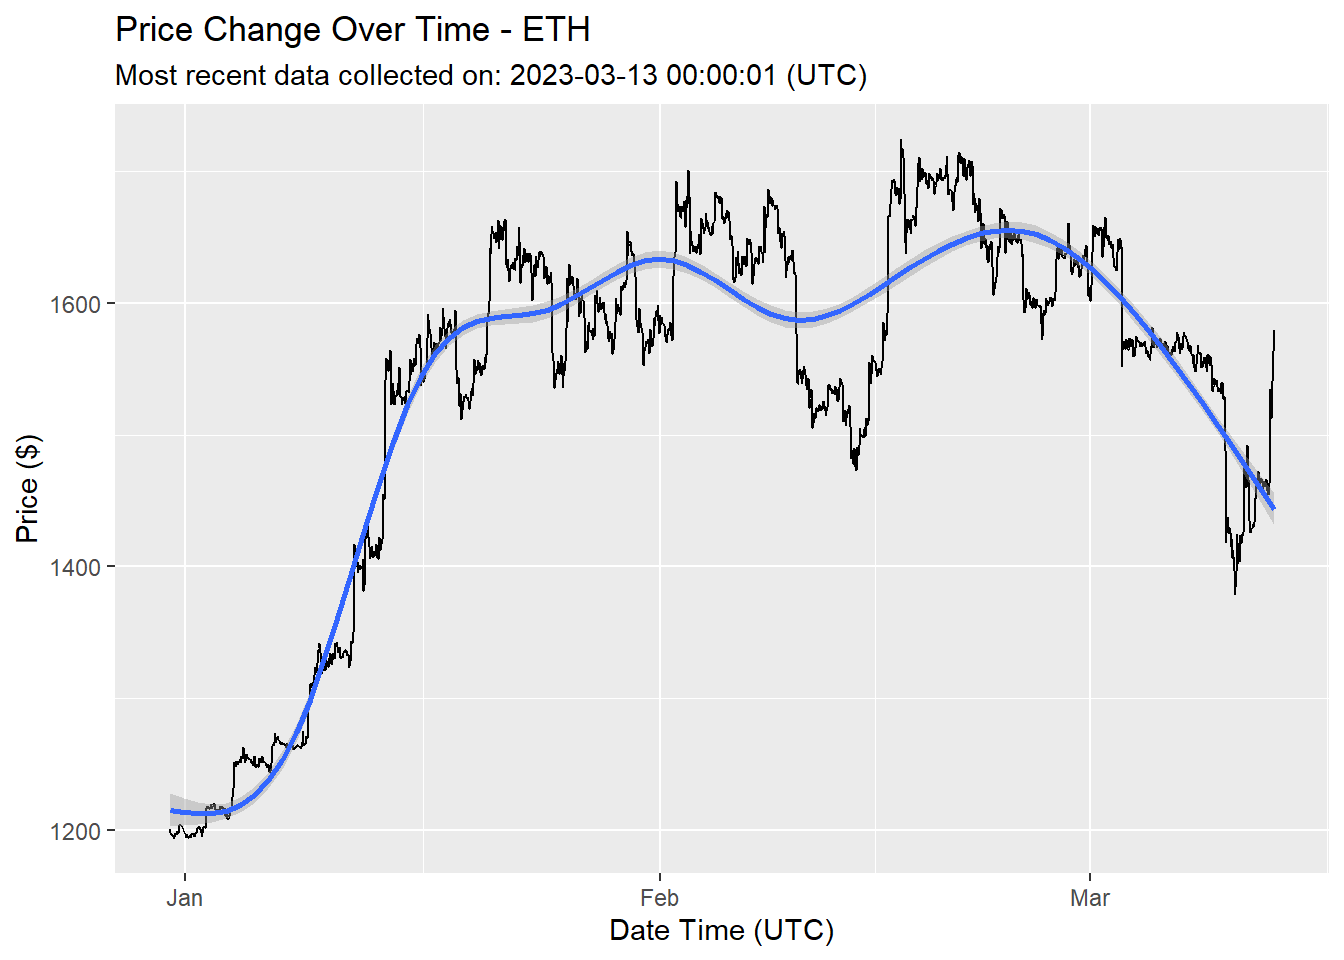 Price Change Over Time - ETH
Most recent data collected on: 2023-03-13 00:00:01 (UTC)
Price ($)
1600
1400
1200
Jan Feb Mar
Date Time (UTC)